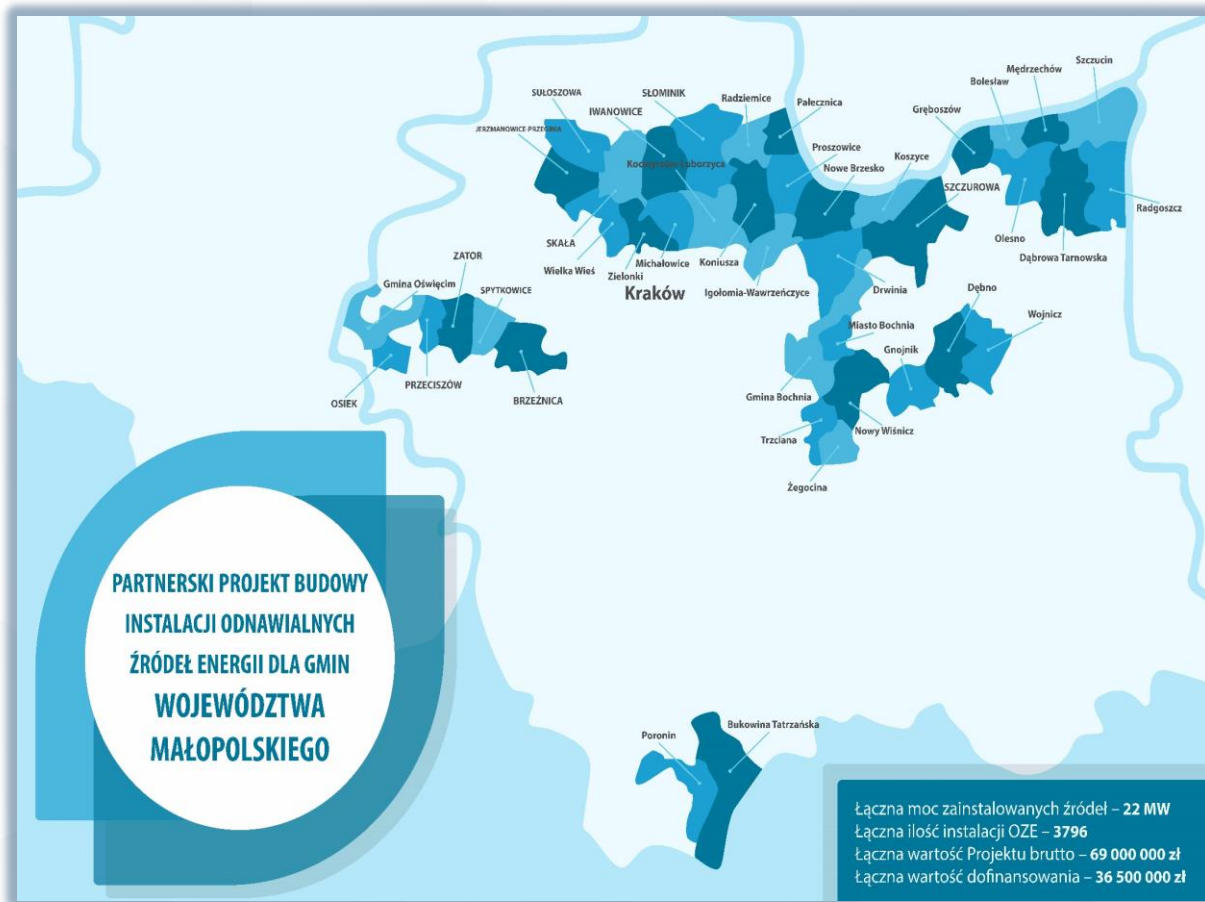 Szczucin
Mędrzechów
Bolesław
Gręboszów
SUŁOSZOWA
SŁOMINIK
Radziemice
Pałecznica
IWANOWICE
JERZMANOWICE-PRZEGINIA
Proszowice
Kocmyrzów-Luborzyca
Nowe Brzesko
Koszyce
SZCZUROWA
Radgoszcz
Olesno
Dąbrowa Tarnowska
SKAŁA
Wielka Wieś
Zielonki
Michałowice
Koniusza
Kraków
Igołomia-Wawrzeńczyce
Drwinia
Dębno
ZATOR
Gmina Oświęcim
SPYTKOWICE
Wojnicz
Miasto Bochnia
Gnojnik
OSIEK
PRZECISZÓW
BRZEŹNICA
Gmina Bochnia
Trzciana
Nowy Wiśnicz
Żegocina
PARTNERSKI PROJEKT BUDOWY
INSTALACJI ODNAWIALNYCH
ŹRÓDEŁ ENERGII DLA GMIN
WOJEWÓDZTWA
MAŁOPOLSKIEGO
Poronin
Bukowina Tatrzańska
Łączna moc zainstalowanych źródeł – 22 MW
Łączna ilość instalacji OZE – 3796
Łączna wartość Projektu brutto – 69 000 000 zł
Łączna wartość dofinansowania – 36 500 000 zł